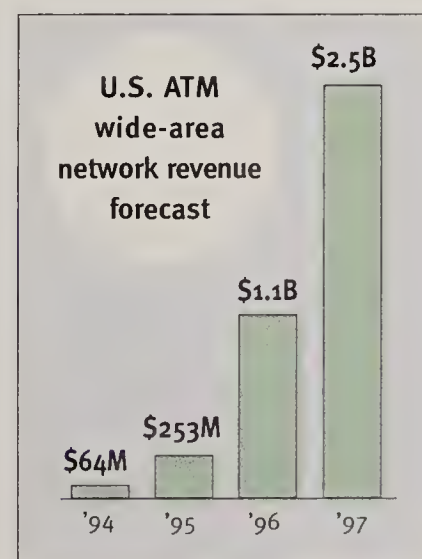 U.S. ATM
wide-area
network revenue
forecast
$2.5B
$1.1B
$253M
$64M
'94 '95 '96 '97